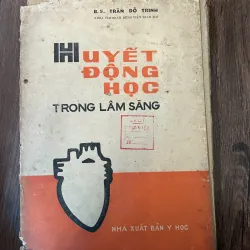 B.S. TRẦN ĐỖ TRINH
HUYẾT
ĐỘNG
HỌC
TRONG LÂM SÀNG
NHÀ XUẤT BẢN Y HỌC